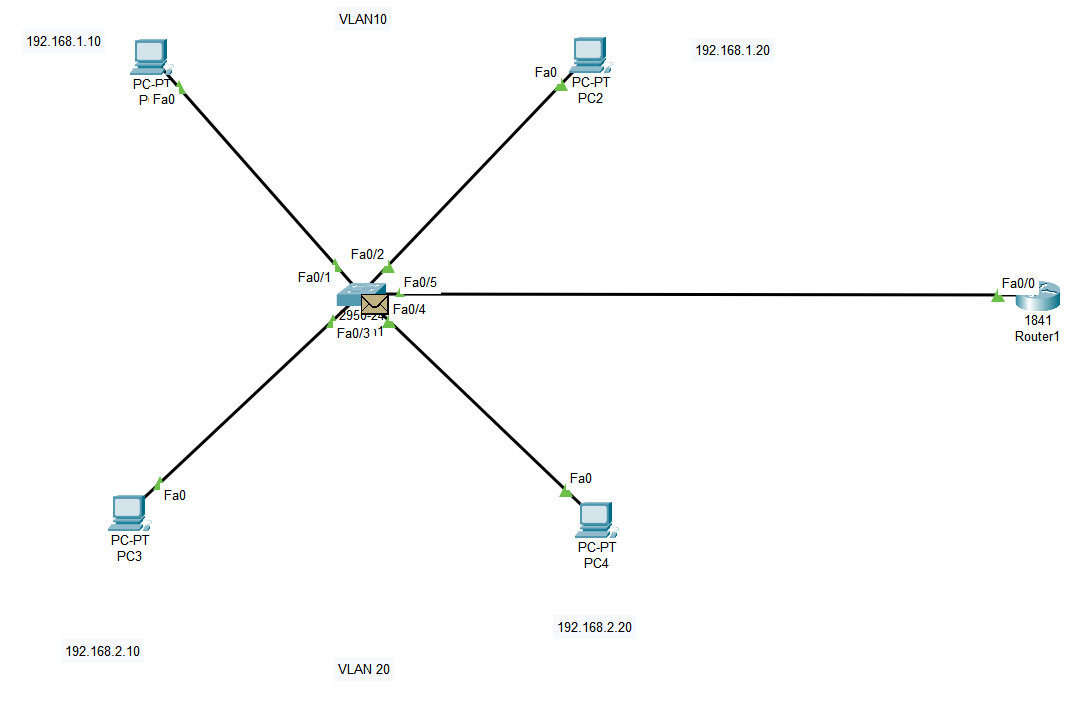 VLAN10
192.168.1.10
192.168.1.20
PC-PT
Fa0
Fa0
PC-PT
PC2
Fa0/2
Fa0/1
Fa0/5
Fa0/4
Fa0/3
Fa0/0
1841
Router1
Fa0
PC-PT
PC3
Fa0
PC-PT
PC4
192.168.2.20
192.168.2.10
VLAN 20